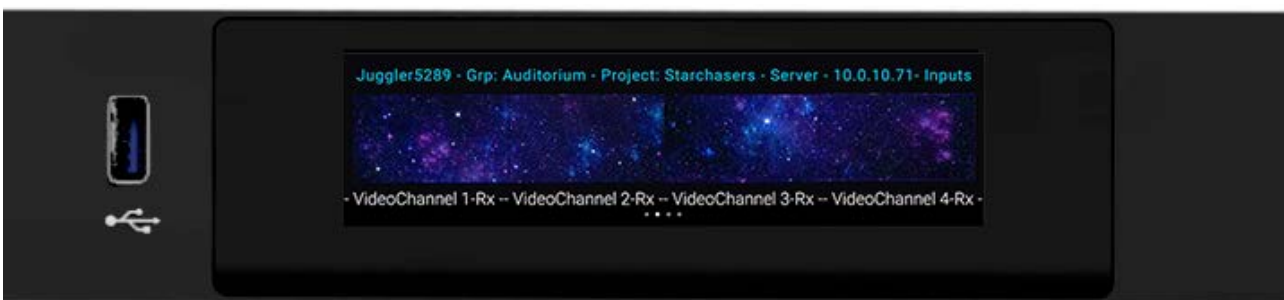 Juggler5289 - Grp: Auditorium - Project: Starchasers - Server - 10.0.10.71- Inputs
- VideoChannel 1-Rx -- VideoChannel 2-Rx -- VideoChannel 3-Rx -- VideoChannel 4-Rx -